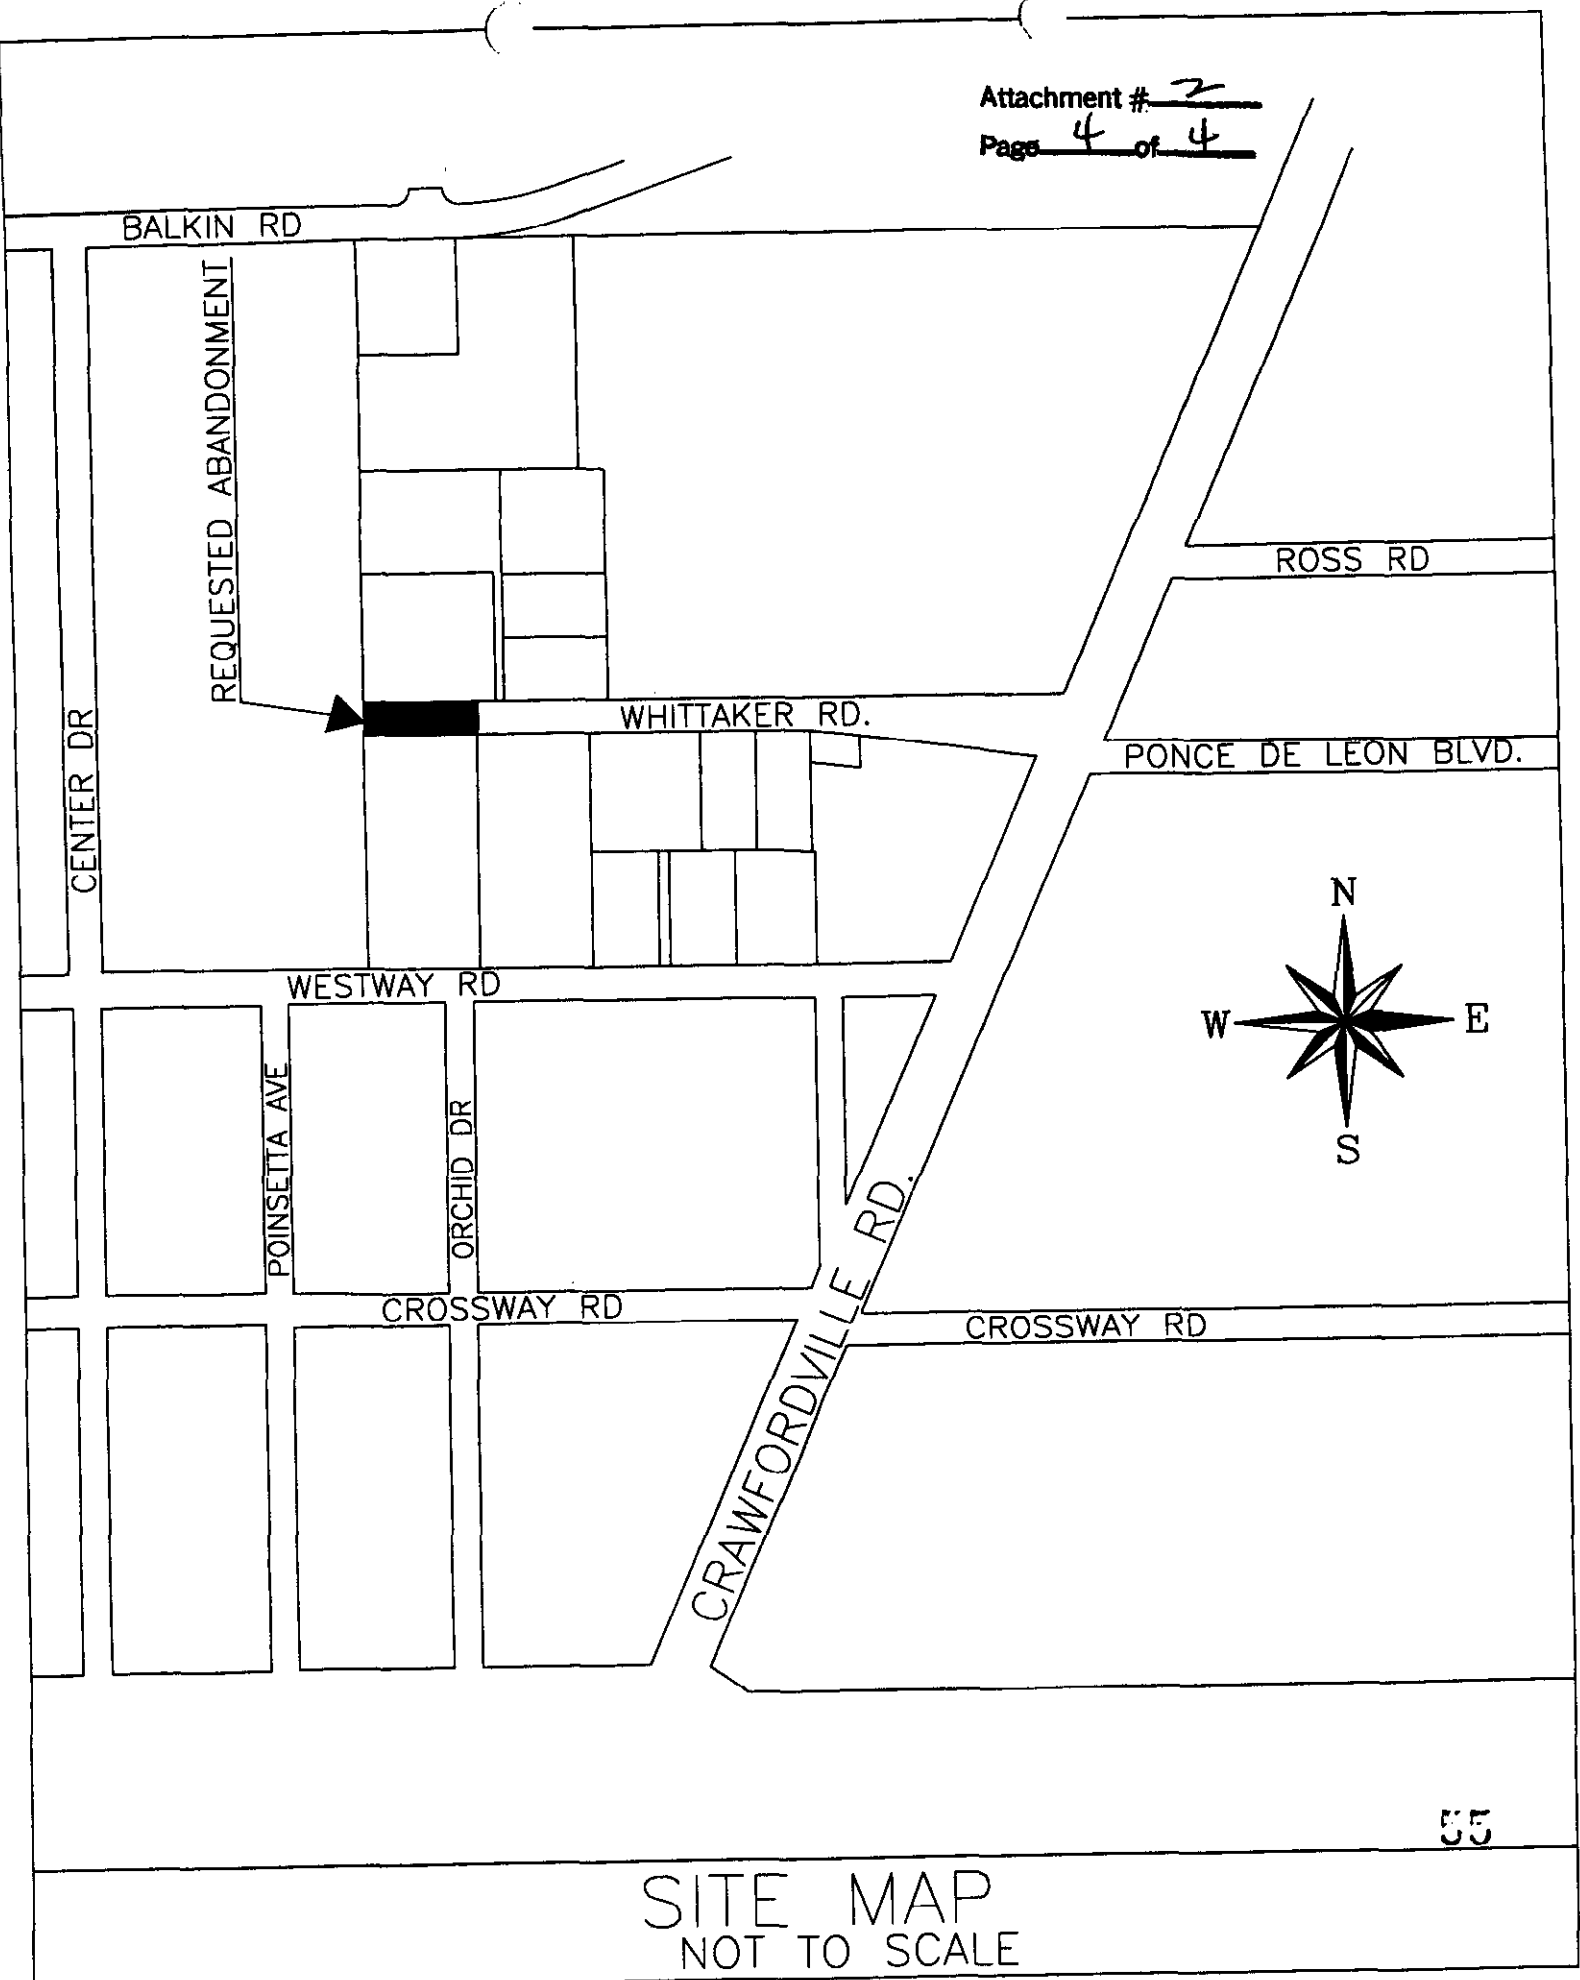 Attachment # 2
Page 4 of 4
BALKIN RD
REQUESTED ABANDONMENT
ROSS RD
WHITTAKER RD.
PONCE DE LEON BLVD.
CENTER DR
N
W
E
S
WESTWAY RD
POINSETTA AVE
ORCHID DR
CRAWFORDVILLE RD.
CROSSWAY RD
CROSSWAY RD
55
SITE MAP
NOT TO SCALE